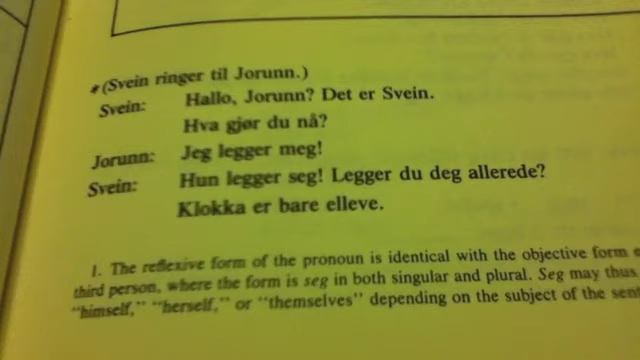 *(Svein ringer til Jorunn.)
Svein: Hallo, Jorunn? Det er Svein.
Hva gjør du nå?
Jorunn: Jeg legger meg!
Svein: Hun legger seg! Legger du deg allerede?
Klokka er bare elleve.
1. The reflexive form of the pronoun is identical with the objective form
third person, where the form is seg in both singular and plural. Seg may thus
"himself," "herself," or "themselves" depending on the subject of the